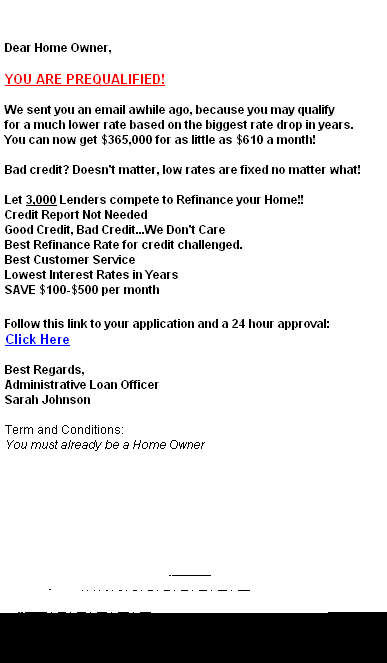 Dear Home Owner,
YOU ARE PREQUALIFIED!
We sent you an email awhile ago, because you may qualify
for a much lower rate based on the biggest rate drop in years.
You can now get $365,000 for as little as $610 a month!
Bad credit? Doesn't matter, low rates are fixed no matter what!
Let 3,000 Lenders compete to Refinance your Home!!
Credit Report Not Needed
Good Credit, Bad Credit...We Don't Care
Best Refinance Rate for credit challenged.
Best Customer Service
Lowest Interest Rates in Years
SAVE $100-$500 per month
Follow this link to your application and a 24 hour approval:
Click Here
Best Regards,
Administrative Loan Officer
Sarah Johnson
Term and Conditions:
You must already be a Home Owner